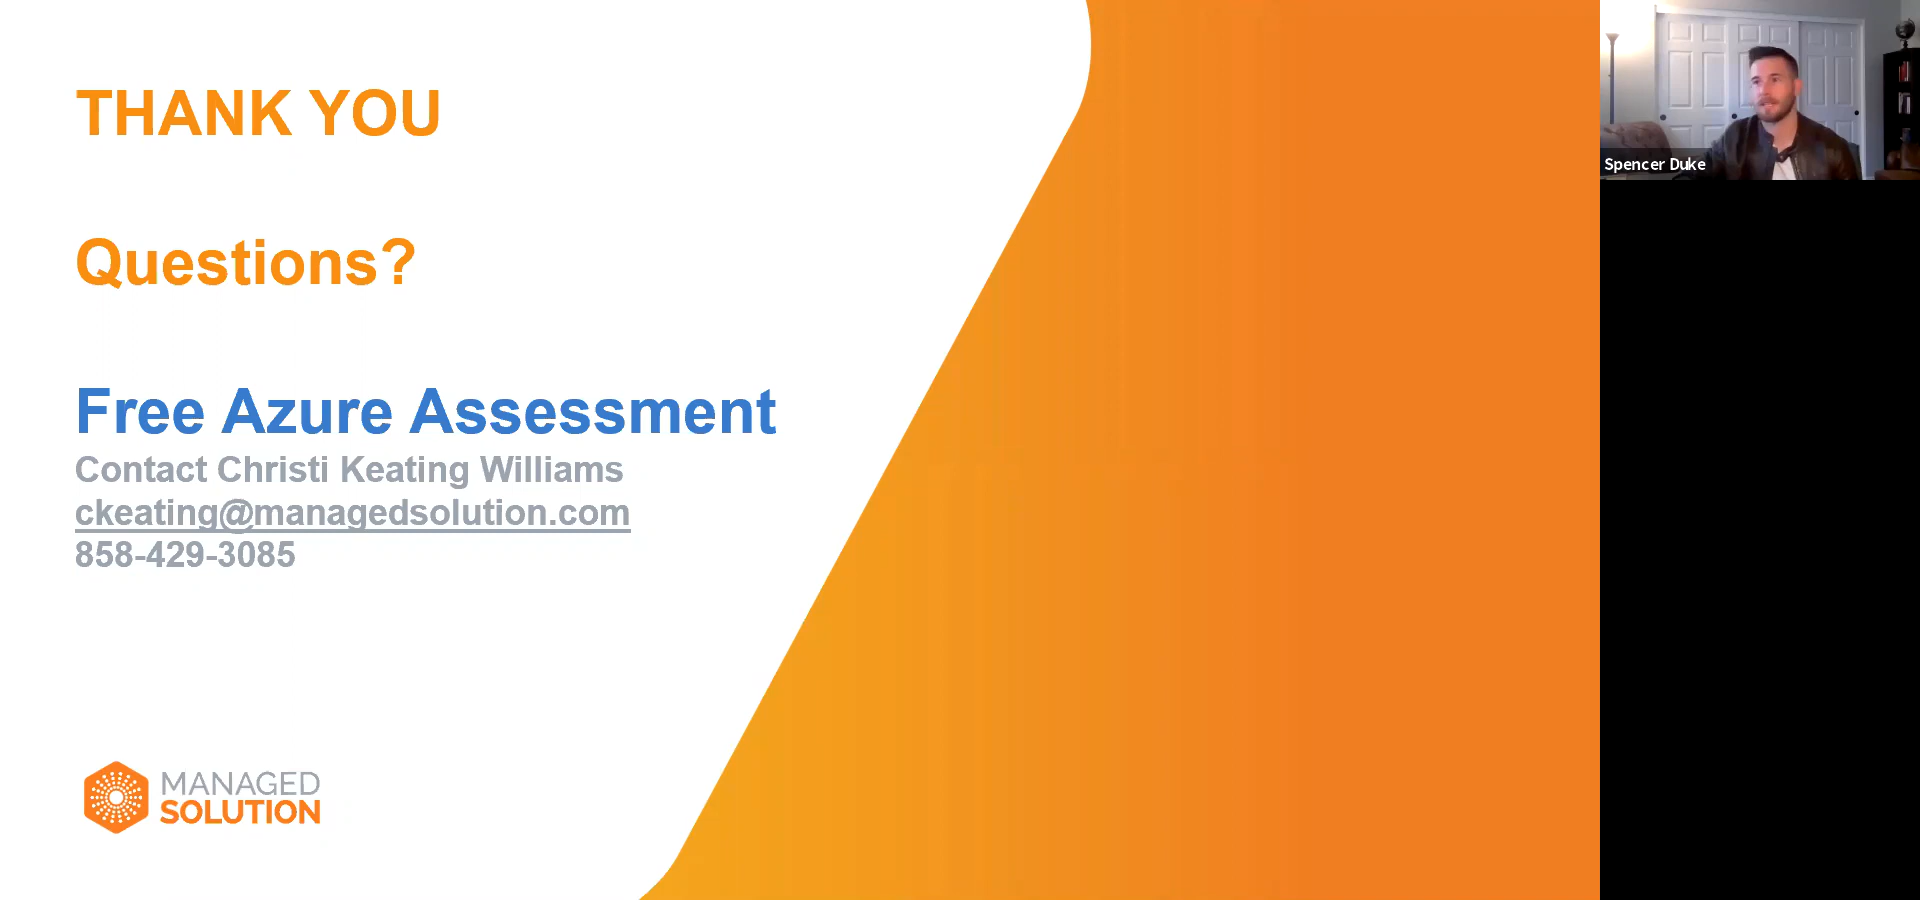 THANK YOU
Questions?
Free Azure Assessment
Contact Christi Keating Williams
ckeating@managedsolution.com
858-429-3085
MANAGED
SOLUTION
Spencer Duke